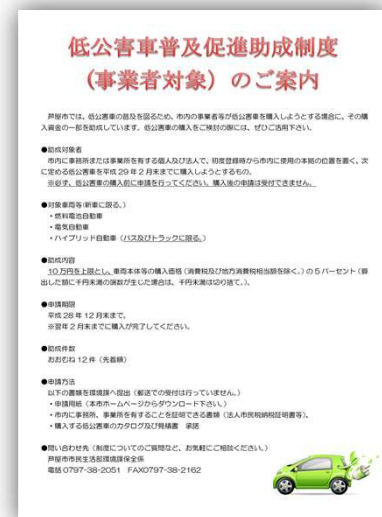 低公害車普及促進助成制度
(事業者対象) のご案内
芦屋市では、低公害車の普及を図るため、市内の事業者等が低公害車を購入しようとする場合に、その購
入資金の一部を助成しています。低公害車の購入をご検討の際には、ぜひご活用下さい。
●助成対象者
市内に事務所または事業所を有する個人及び法人で、初度登録時から市内に使用の本拠の位置を置く、次
に定める低公害車を平成 29 年 2 月末までに購入しようとするもの。
※必ず、低公害車の購入前に申請を行ってください。購入後の申請は受付できません。
●対象車両等(新車に限る。)
・燃料電池自動車
・電気自動車
・ハイブリッド自動車（バス及びトラックに限る。）
●助成内容
10 万円を上限とし、車両本体等の購入価格（消費税及び地方消費税相当額を除く。）の 5 パーセント（算
出した額に千円未満の端数が生じた場合は、千円未満は切り捨て。）。
●申請期限
平成 28 年 12 月末まで。
※翌年 2 月末までに購入が完了してください。
●助成件数
おおむね 12 件（先着順）
●申請方法
以下の書類を環境課へ提出（郵送での受付は行っていません。）
・申請用紙（本市ホームページからダウンロード下さい。）
・市内に事務所、事業所を有することを証明できる書類（法人市民税納税証明書等）。
・購入する低公害車のカタログ及び見積書　承諾
●問い合わせ先（制度についてのご質問など、お気軽にご相談ください。）
芦屋市市民生活部環境課保全係
電話 0797-38-2051　FAX0797-38-2162